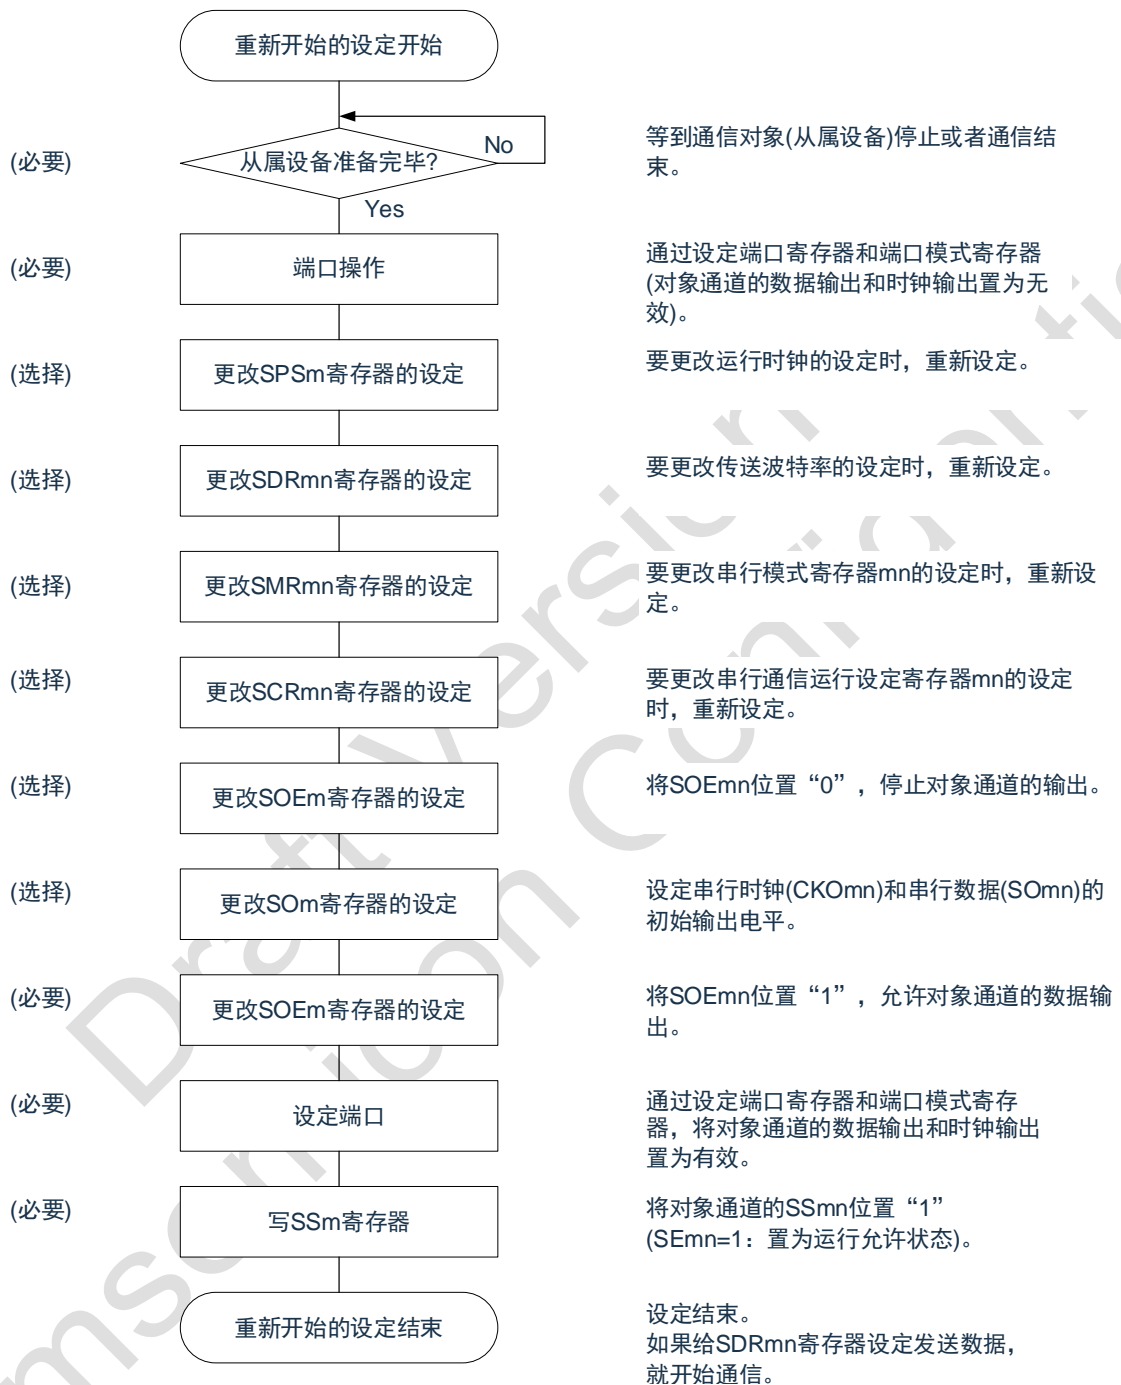 重新开始的设定开始
(必要)
从属设备准备完毕?
No
Yes
等到通信对象(从属设备)停止或者通信结
束。
(必要)
端口操作
通过设定端口寄存器和端口模式寄存器
(对象通道的数据输出和时钟输出置为无
效)。
(选择)
更改SPSm寄存器的设定
要更改运行时钟的设定时，重新设定。
(选择)
更改SDRmn寄存器的设定
要更改传送波特率的设定时，重新设定。
(选择)
更改SMRmn寄存器的设定
要更改串行模式寄存器mn的设定时，重新设
定。
(选择)
更改SCRmn寄存器的设定
要更改串行通信运行设定寄存器mn的设定
时，重新设定。
(选择)
更改SOEm寄存器的设定
将SOEmn位置“0”，停止对象通道的输出。
(选择)
更改SOm寄存器的设定
设定串行时钟(CKOmn)和串行数据(SOmn)的
初始输出电平。
(必要)
更改SOEm寄存器的设定
将SOEmn位置“1”，允许对象通道的数据输
出。
(必要)
设定端口
通过设定端口寄存器和端口模式寄存
器，将对象通道的数据输出和时钟输出
置为有效。
(必要)
写SSm寄存器
将对象通道的SSmn位置“1”
(SEmn=1：置为运行允许状态)。
重新开始的设定结束
设定结束。
如果给SDRmn寄存器设定发送数据，
就开始通信。
Draft Version